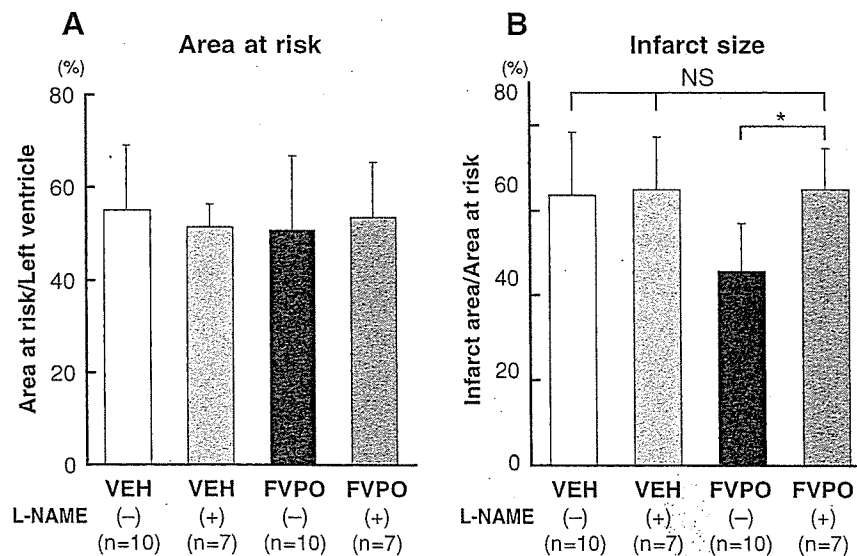 A
Area at risk
(%)
80
60
40
20
0
Area at risk/Left ventricle
VEH VEH FVPO FVPO
L-NAME (−) (+) (−) (+)
(n=10) (n=7) (n=10) (n=7)
B
Infarct size
(%)
NS
*
80
60
40
20
0
Infarct area/Area at risk
VEH VEH FVPO FVPO
L-NAME (−) (+) (−) (+)
(n=10) (n=7) (n=10) (n=7)